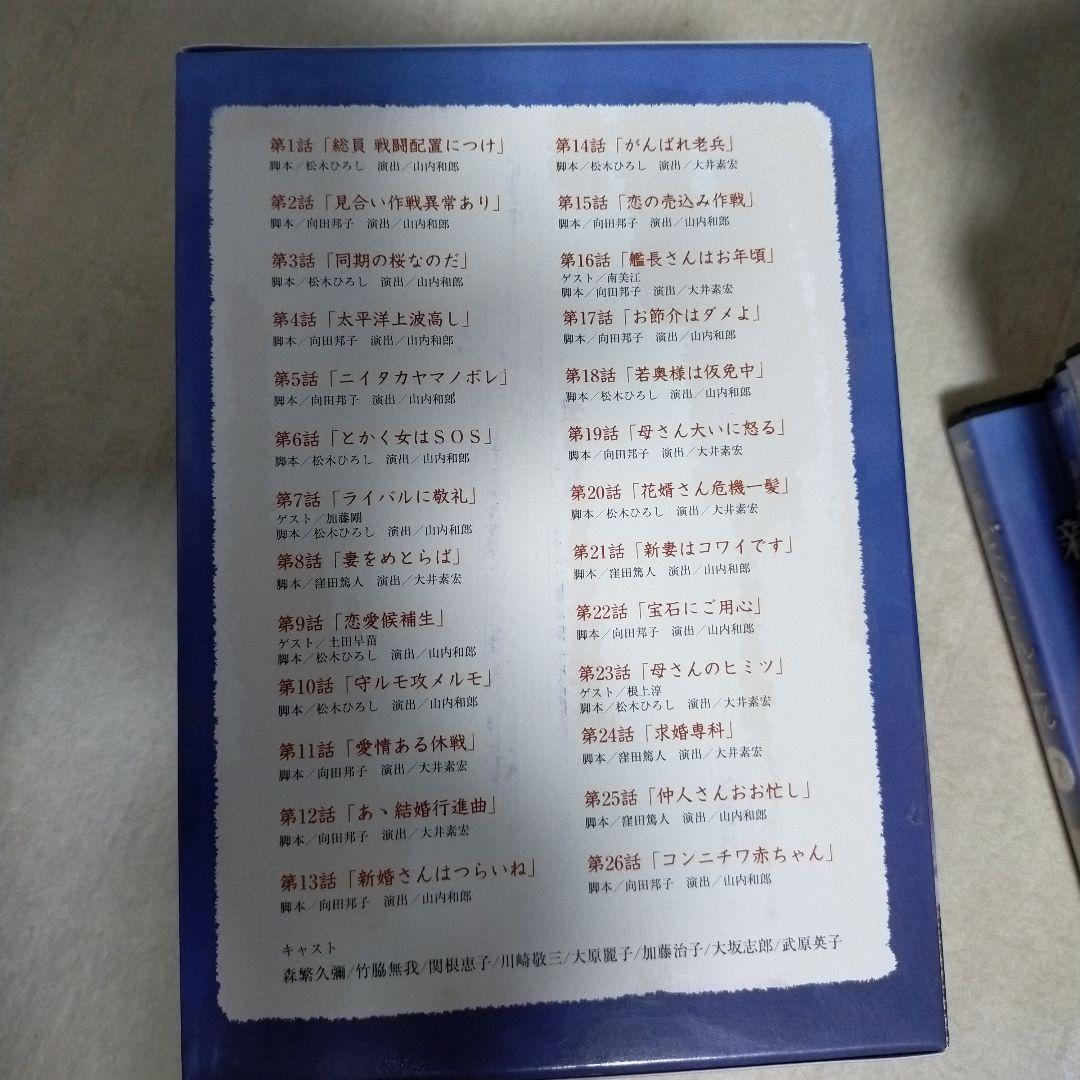 第1話「総員 戦闘配置につけ」
脚本／松木ひろし　演出／山内和郎
第2話「見合い作戦異常あり」
脚本／向田邦子　演出／山内和郎
第3話「同期の桜なのだ」
脚本／松木ひろし　演出／山内和郎
第4話「太平洋上波高し」
脚本／向田邦子　演出／山内和郎
第5話「ニイタカヤマノボレ」
脚本／向田邦子　演出／山内和郎
第6話「とかく女はＳＯＳ」
脚本／松木ひろし　演出／山内和郎
第7話「ライバルに敬礼」
ゲスト／加藤剛
脚本／松木ひろし　演出／山内和郎
第8話「妻をめとらば」
脚本／窪田篤人　演出／大井素宏
第9話「恋愛候補生」
ゲスト／土田早苗
脚本／松木ひろし　演出／山内和郎
第10話「守ルモ攻メルモ」
脚本／松木ひろし　演出／山内和郎
第11話「愛情ある休戦」
脚本／向田邦子　演出／大井素宏
第12話「あゝ結婚行進曲」
脚本／向田邦子　演出／大井素宏
第13話「新婚さんはつらいね」
脚本／向田邦子　演出／山内和郎
第14話「がんばれ老兵」
脚本／松木ひろし　演出／大井素宏
第15話「恋の売込み作戦」
脚本／向田邦子　演出／山内和郎
第16話「艦長さんはお年頃」
ゲスト／南美江
脚本／向田邦子　演出／大井素宏
第17話「お節介はダメよ」
脚本／向田邦子　演出／山内和郎
第18話「若奥様は仮免中」
脚本／松木ひろし　演出／山内和郎
第19話「母さん大いに怒る」
脚本／向田邦子　演出／大井素宏
第20話「花婿さん危機一髪」
脚本／松木ひろし　演出／大井素宏
第21話「新妻はコワイです」
脚本／窪田篤人　演出／山内和郎
第22話「宝石にご用心」
脚本／向田邦子　演出／山内和郎
第23話「母さんのヒミツ」
ゲスト／根上淳
脚本／松木ひろし　演出／大井素宏
第24話「求婚専科」
脚本／窪田篤人　演出／大井素宏
第25話「仲人さんおお忙し」
脚本／窪田篤人　演出／山内和郎
第26話「コンニチワ赤ちゃん」
脚本／向田邦子　演出／山内和郎
キャスト
森繁久彌/竹脇無我/関根恵子/川崎敬三/大原麗子/加藤治子/大坂志郎/武原英子